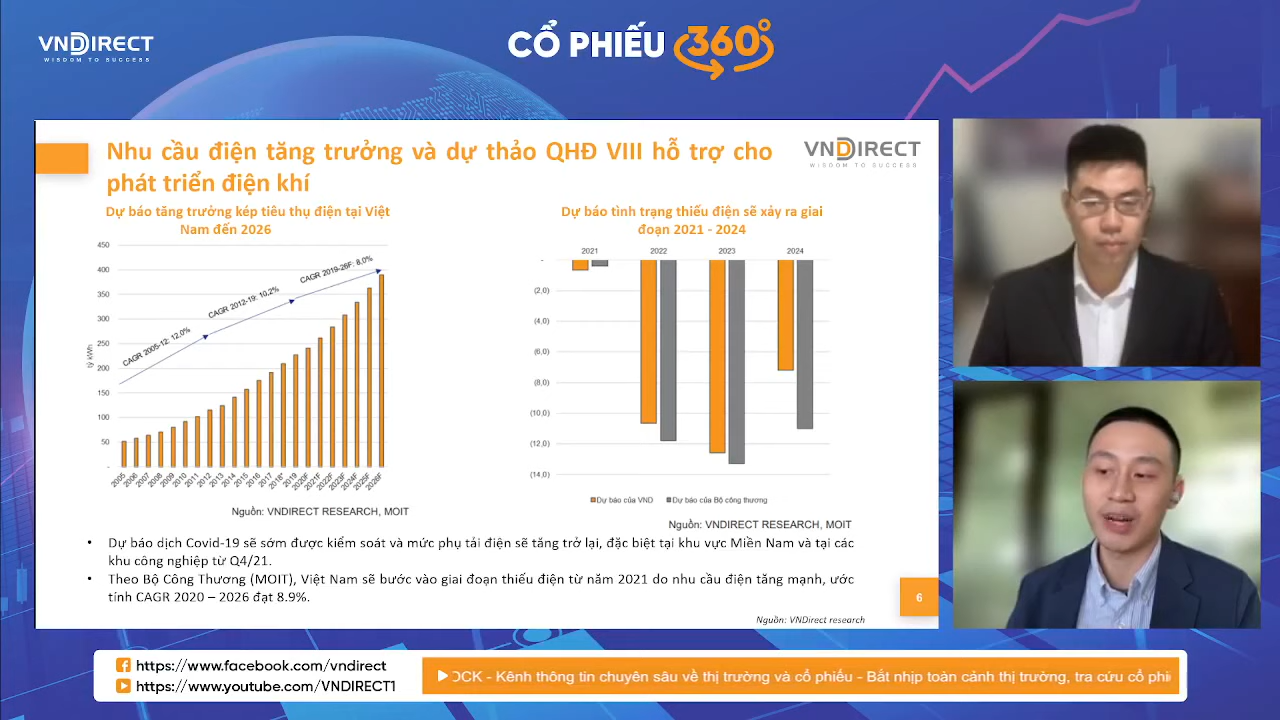 VNDIRECT
WISDOM TO SUCCESS
CỔ PHIẾU 360°
Nhu cầu điện tăng trưởng và dự thảo QHĐ VIII hỗ trợ cho
phát triển điện khí
VNDIRECT
WISDOM TO SUCCESS
Dự báo tăng trưởng kép tiêu thụ điện tại Việt
Nam đến 2026
450
400
350
300
250
200
150
100
50
-
tỷ kWh
CAGR 2005-12: 12,0%
CAGR 2012-19: 10,2%
CAGR 2019-26F: 8,0%
2005 2006 2007 2008 2009 2010 2011 2012 2013 2014 2015 2016 2017 2018* 2019 2020F 2021F 2022F 2023F 2024F 2025F 2026F
Nguồn: VNDIRECT RESEARCH, MOIT
Dự báo tình trạng thiếu điện sẽ xảy ra giai
đoạn 2021 - 2024
2021 2022 2023 2024
-
(2,0)
(4,0)
(6,0)
(8,0)
(10,0)
(12,0)
(14,0)
Dự báo của VND Dự báo của Bộ công thương
Nguồn: VNDIRECT RESEARCH, MOIT
• Dự báo dịch Covid-19 sẽ sớm được kiểm soát và mức phụ tải điện sẽ tăng trở lại, đặc biệt tại khu vực Miền Nam và tại các
khu công nghiệp từ Q4/21.
• Theo Bộ Công Thương (MOIT), Việt Nam sẽ bước vào giai đoạn thiếu điện từ năm 2021 do nhu cầu điện tăng mạnh, ước
tính CAGR 2020 – 2026 đạt 8.9%.
6
Nguồn: VNDirect research
https://www.facebook.com/vndirect
https://www.youtube.com/VNDIRECT1
OCK - Kênh thông tin chuyên sâu về thị trường và cổ phiếu - Bắt nhịp toàn cảnh thị trường, tra cứu cổ phi